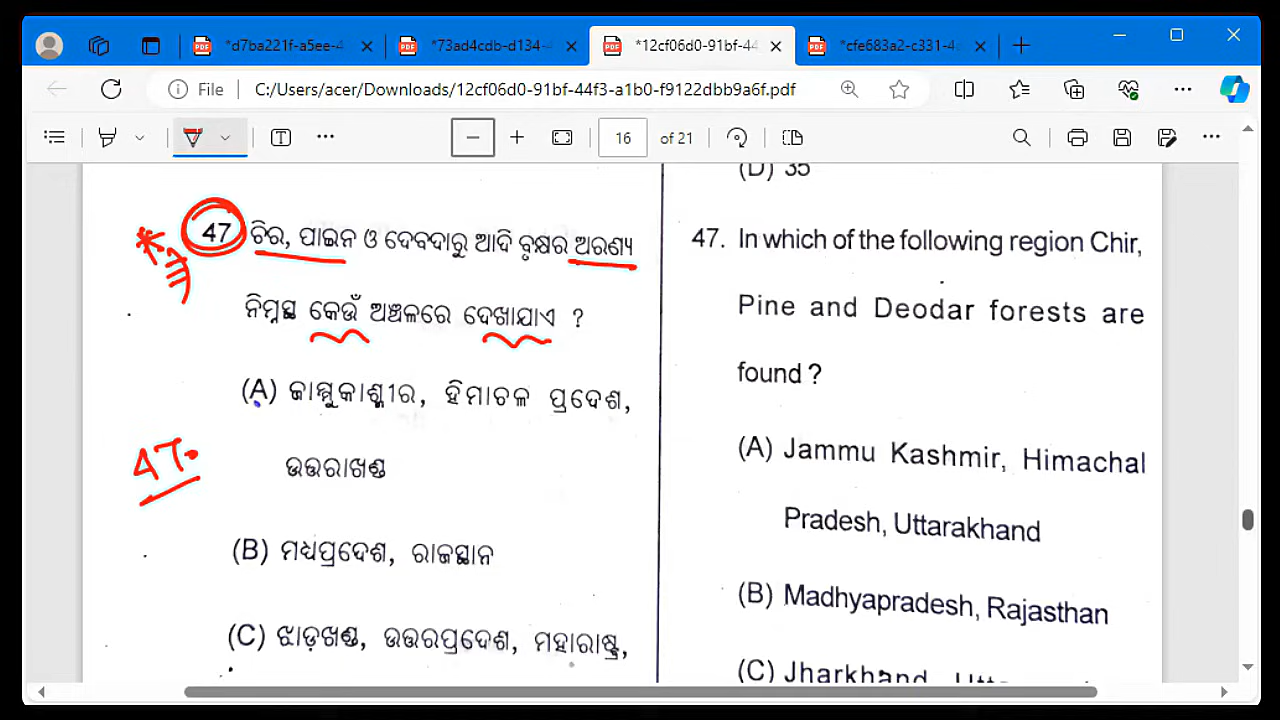 *d7ba221f-a5ee-4
*73ad4cdb-d134-4
*12cf06d0-91bf-44
*cfe683a2-c331-4
File
C:/Users/acer/Downloads/12cf06d0-91bf-44f3-a1b0-f9122dbb9a6f.pdf
16 of 21
47 ଚିର, ପାଇନ ଓ ଦେବଦାରୁ ଆଦି ବୃକ୍ଷର ଅରଣ୍ୟ
ନିମ୍ନସ୍ଥ କେଉଁ ଅଞ୍ଚଳରେ ଦେଖାଯାଏ ?
(A) ଜାମ୍ମୁକାଶ୍ମୀର, ହିମାଚଳ ପ୍ରଦେଶ,
ଉତ୍ତରାଖଣ୍ଡ
47.
(B) ମଧ୍ୟପ୍ରଦେଶ, ରାଜସ୍ଥାନ
(C) ଝାଡ଼ଖଣ୍ଡ, ଉତ୍ତରପ୍ରଦେଶ, ମହାରାଷ୍ଟ୍ର,
(D) 35
47. In which of the following region Chir,
Pine and Deodar forests are
found ?
(A) Jammu Kashmir, Himachal
Pradesh, Uttarakhand
(B) Madhyapradesh, Rajasthan
(C) Jharkhand